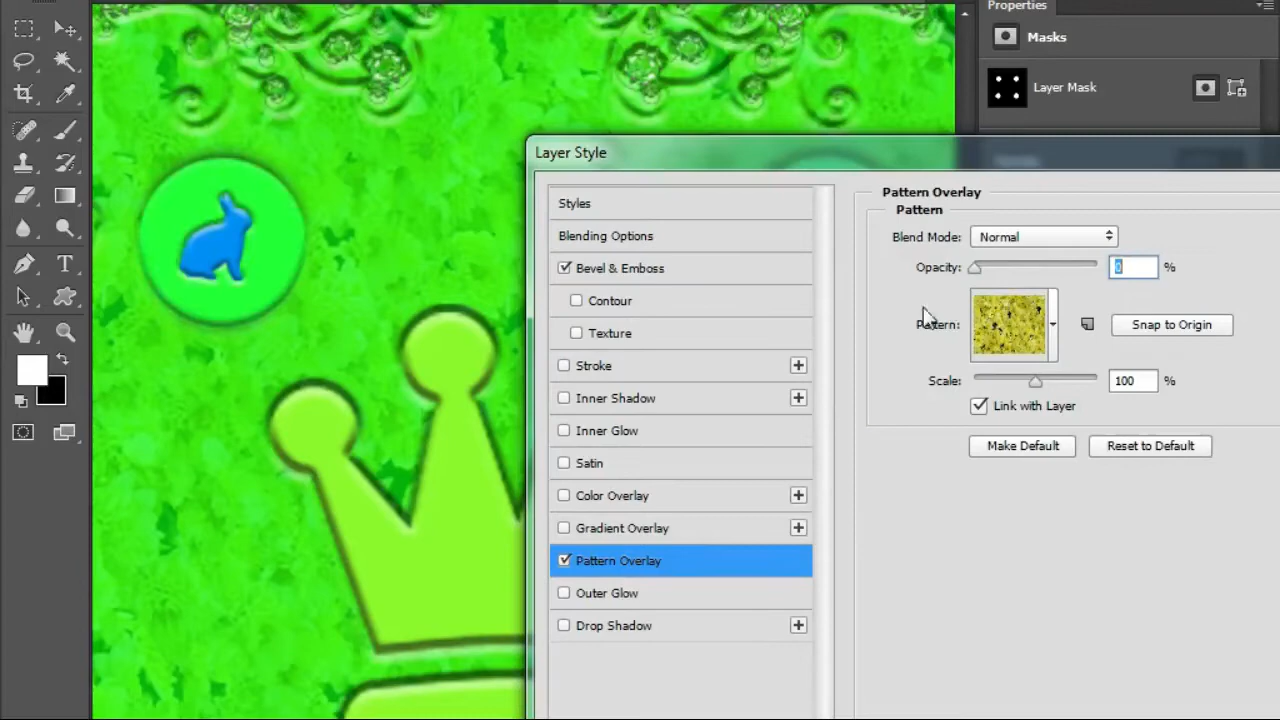 Properties
Masks
Layer Mask
Layer Style
Styles
Blending Options
Bevel & Emboss
Contour
Texture
Stroke
Inner Shadow
Inner Glow
Satin
Color Overlay
Gradient Overlay
Pattern Overlay
Outer Glow
Drop Shadow
Pattern Overlay
Pattern
Blend Mode: Normal
Opacity: 0 %
Pattern: Snap to Origin
Scale: 100 %
Link with Layer
Make Default Reset to Default